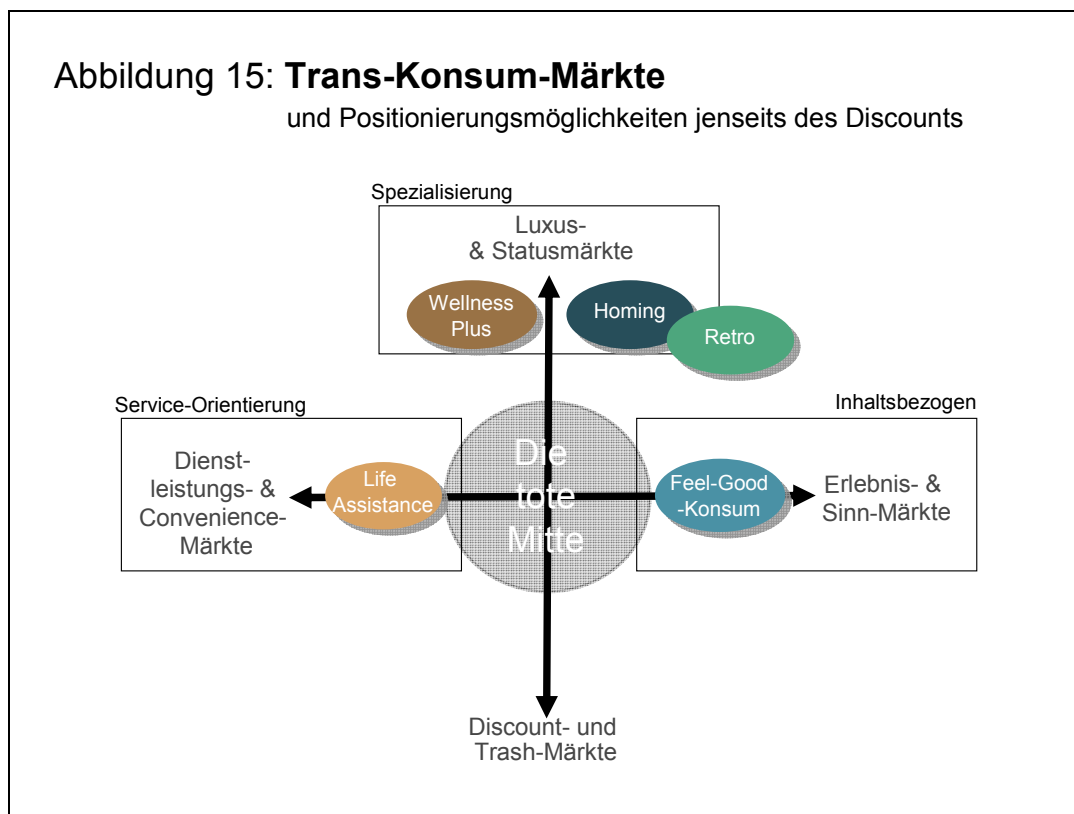 Abbildung 15: Trans-Konsum-Märkte
und Positionierungsmöglichkeiten jenseits des Discounts
Spezialisierung
Luxus-
& Statusmärkte
Wellness
Plus
Homing
Retro
Service-Orientierung
Dienst-
leistungs- &
Convenience-
Märkte
Life
Assistance
Die
tote
Mitte
Inhaltsbezogen
Feel-Good
-Konsum
Erlebnis- &
Sinn-Märkte
Discount- und
Trash-Märkte